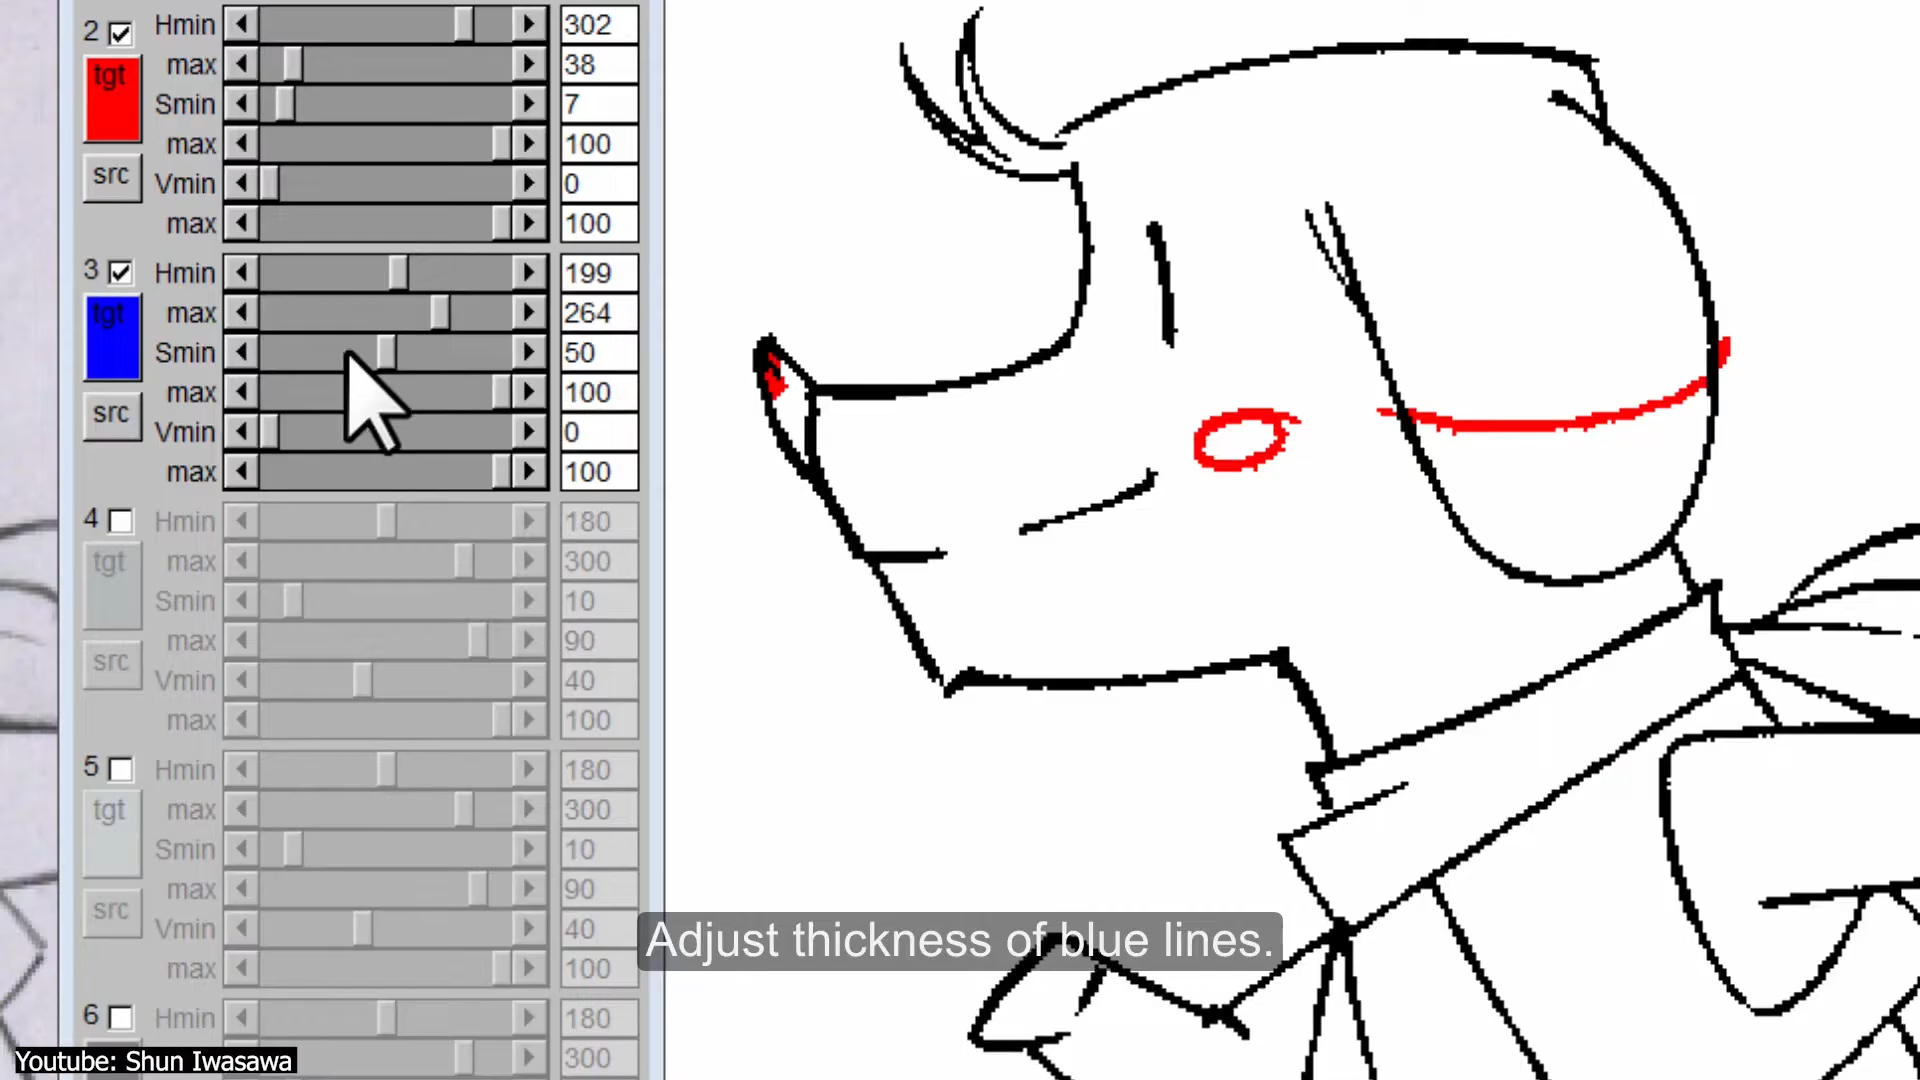 2 Hmin 302
tgt max 38
Smin 7
max 100
src Vmin 0
max 100
3 Hmin 199
tgt max 264
Smin 50
max 100
src Vmin 0
max 100
4 Hmin 180
tgt max 300
Smin 10
max 90
src Vmin 40
max 100
5 Hmin 180
tgt max 300
Smin 10
max 90
src Vmin 40
max 100
6 Hmin 180
max 300
Adjust thickness of blue lines.
Youtube: Shun Iwasawa